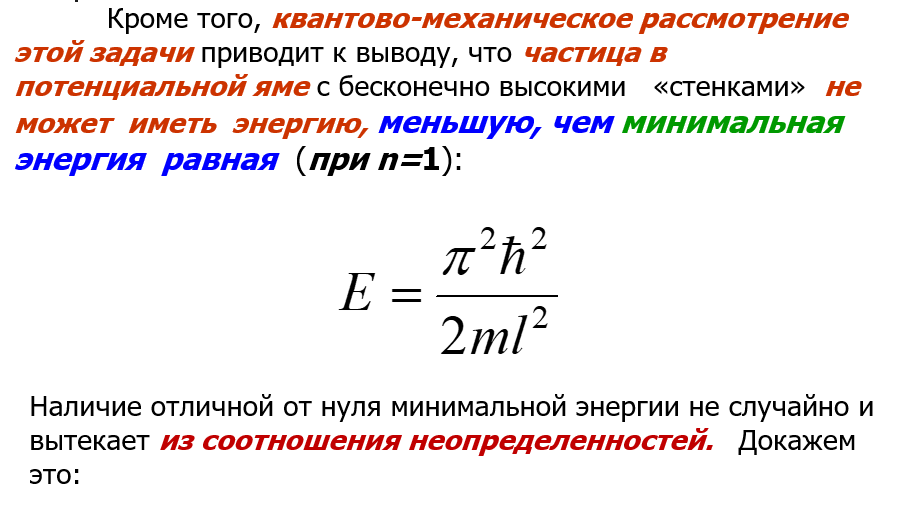 Кроме того, квантово-механическое рассмотрение
этой задачи приводит к выводу, что частица в
потенциальной яме с бесконечно высокими «стенками» не
может иметь энергию, меньшую, чем минимальная
энергия равная (при n=1):
E = π²ħ² / 2ml²
Наличие отличной от нуля минимальной энергии не случайно и
вытекает из соотношения неопределенностей. Докажем
это: